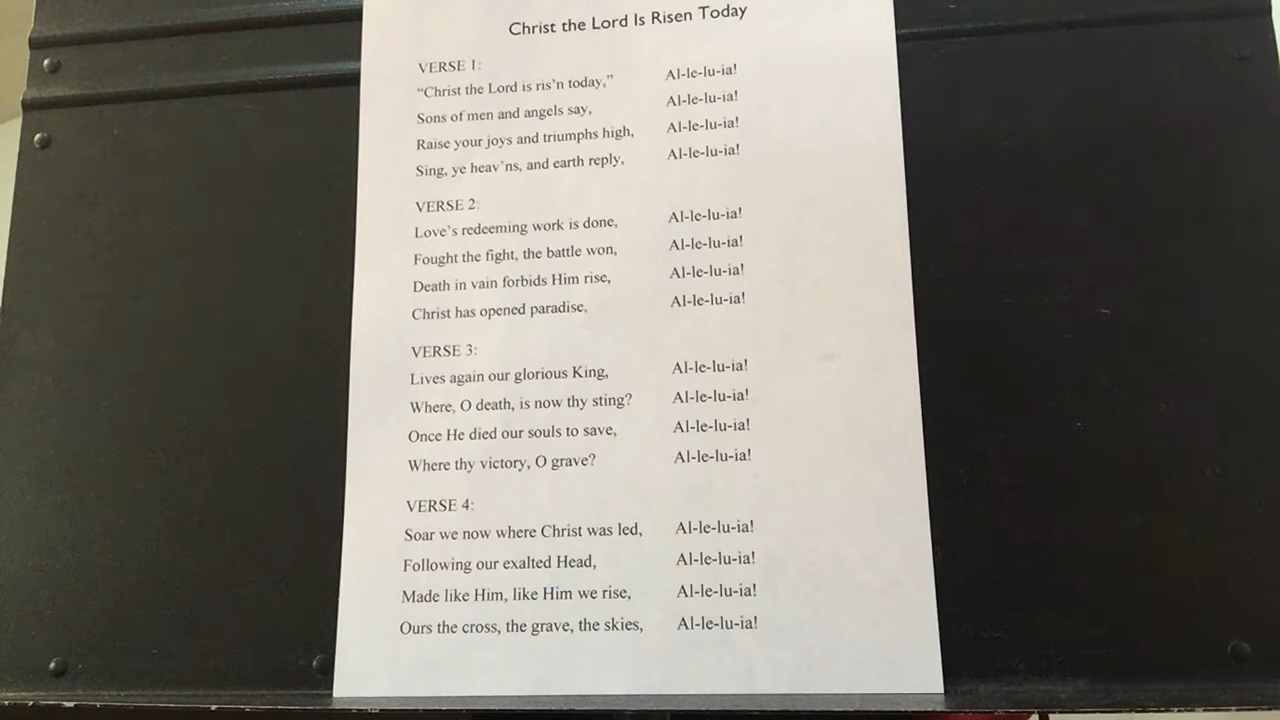 Christ the Lord Is Risen Today
VERSE 1:
“Christ the Lord is ris’n today,” Al-le-lu-ia!
Sons of men and angels say, Al-le-lu-ia!
Raise your joys and triumphs high, Al-le-lu-ia!
Sing, ye heav’ns, and earth reply, Al-le-lu-ia!
VERSE 2:
Love’s redeeming work is done, Al-le-lu-ia!
Fought the fight, the battle won, Al-le-lu-ia!
Death in vain forbids Him rise, Al-le-lu-ia!
Christ has opened paradise, Al-le-lu-ia!
VERSE 3:
Lives again our glorious King, Al-le-lu-ia!
Where, O death, is now thy sting? Al-le-lu-ia!
Once He died our souls to save, Al-le-lu-ia!
Where thy victory, O grave? Al-le-lu-ia!
VERSE 4:
Soar we now where Christ was led, Al-le-lu-ia!
Following our exalted Head, Al-le-lu-ia!
Made like Him, like Him we rise, Al-le-lu-ia!
Ours the cross, the grave, the skies, Al-le-lu-ia!